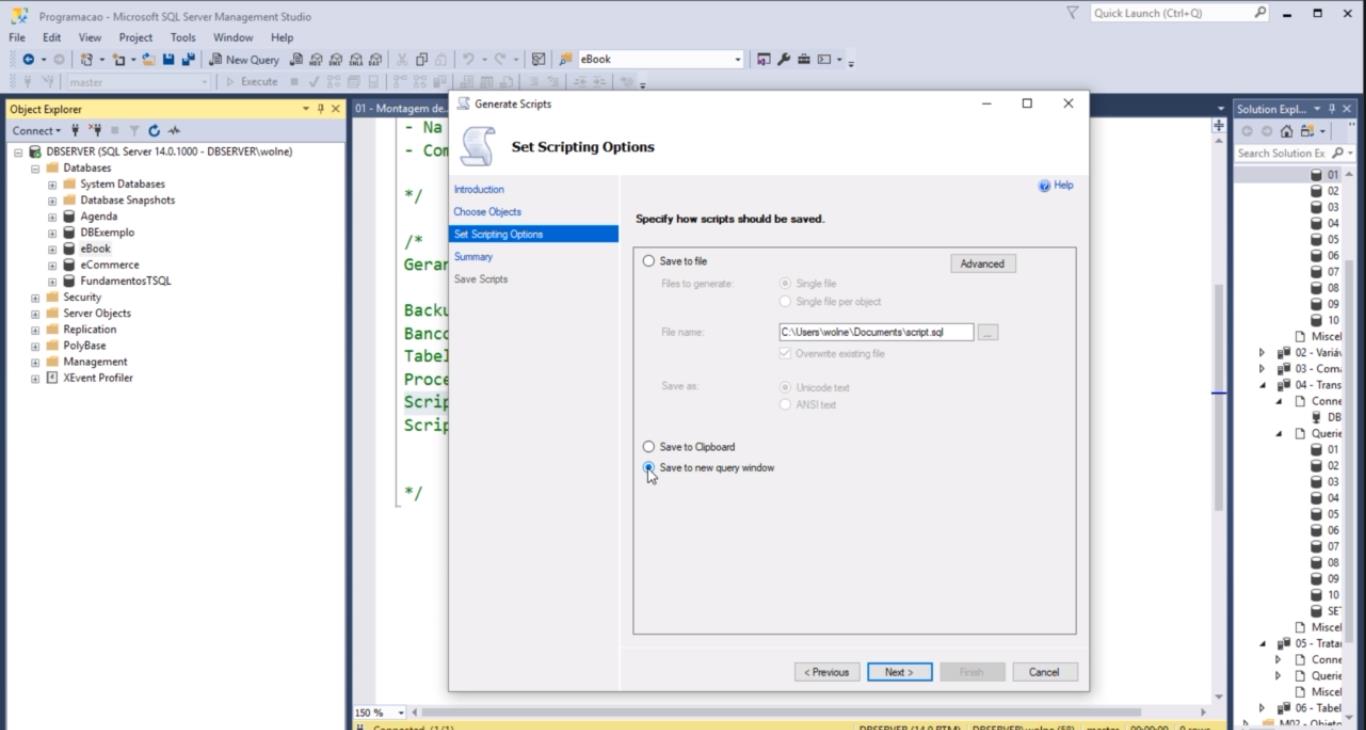 Programacao - Microsoft SQL Server Management Studio
Quick Launch (Ctrl+Q)
File Edit View Project Tools Window Help
New Query
eBook
master
Execute
Object Explorer
Connect
DBSERVER (SQL Server 14.0.1000 - DBSERVER\wolne)
Databases
System Databases
Database Snapshots
Agenda
DBExemplo
eBook
eCommerce
FundamentosTSQL
Security
Server Objects
Replication
PolyBase
Management
XEvent Profiler
01 - Montagem de...
- Na
- Com
*/
/*
Gerar
Backu
Banco
Tabel
Proce
Scrip
Scrip
*/
150 %
Connected. (1/1)
DBSERVER (14.0 RTM) DBSERVER\wolne (58) master 00:00:00 0 rows
Generate Scripts
Set Scripting Options
Introduction
Choose Objects
Set Scripting Options
Summary
Save Scripts
Help
Specify how scripts should be saved.
Save to file
Advanced
Files to generate:
Single file
Single file per object
File name:
C:\Users\wolne\Documents\script.sql
...
Overwrite existing file
Save as:
Unicode text
ANSI text
Save to Clipboard
Save to new query window
< Previous
Next >
Finish
Cancel
Solution Expl...
Search Solution Ex
01
02
03
04
05
06
07
08
09
10
Miscel
02 - Variáv
03 - Coma
04 - Trans
Conne
DB
Querie
01
02
03
04
05
06
07
08
09
10
SE
Miscel
05 - Tratar
Conne
Querie
Miscel
06 - Tabel
M02 - Objeto